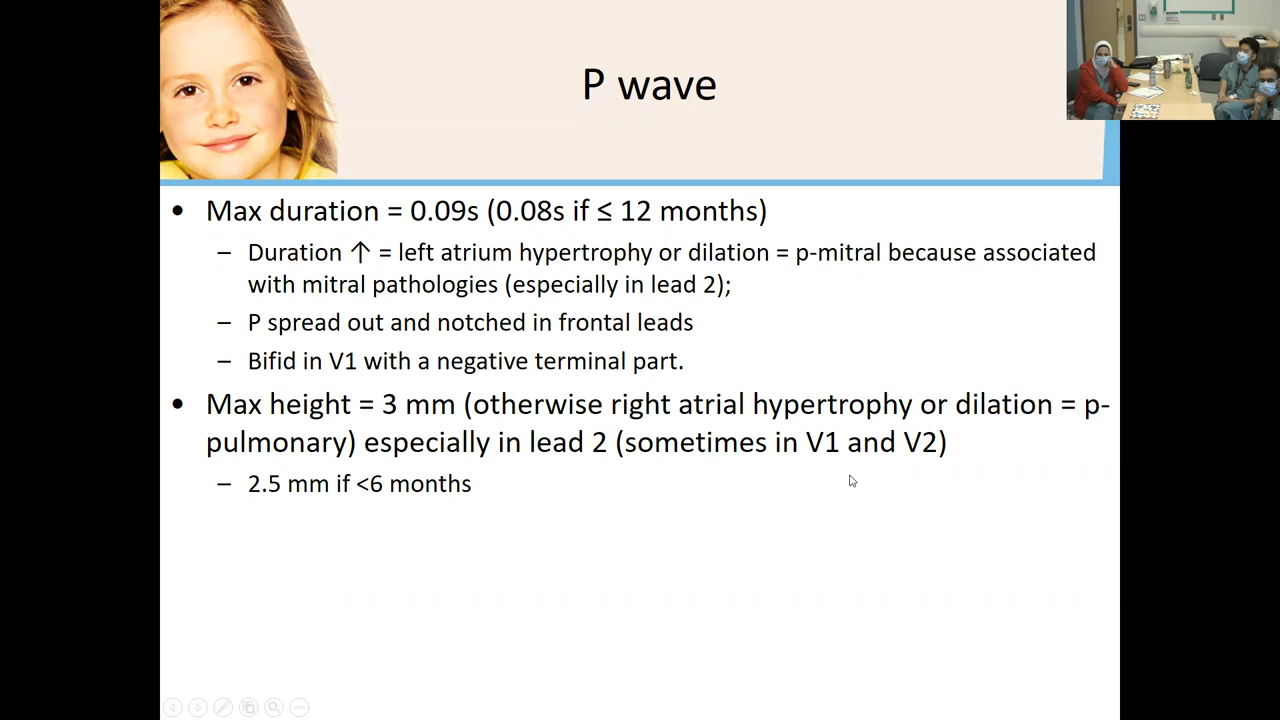 P wave
• Max duration = 0.09s (0.08s if ≤ 12 months)
– Duration ↑ = left atrium hypertrophy or dilation = p-mitral because associated
with mitral pathologies (especially in lead 2);
– P spread out and notched in frontal leads
– Bifid in V1 with a negative terminal part.
• Max height = 3 mm (otherwise right atrial hypertrophy or dilation = p-
pulmonary) especially in lead 2 (sometimes in V1 and V2)
– 2.5 mm if <6 months